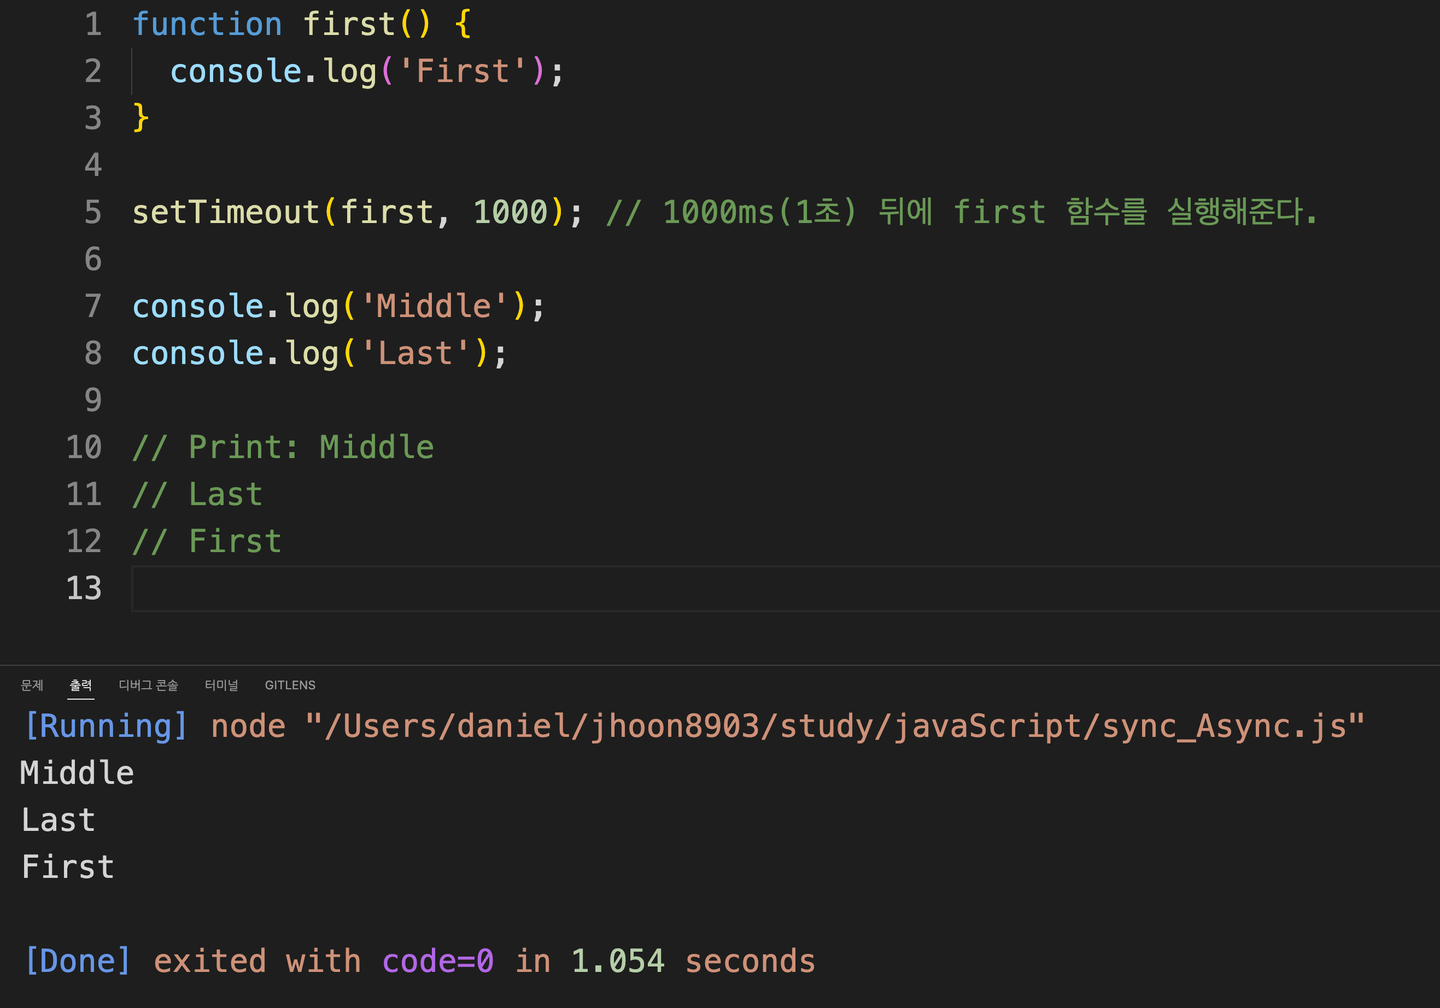 1 function first() {
2 console.log('First');
3 }
4
5 setTimeout(first, 1000); // 1000ms(1초) 뒤에 first 함수를 실행해준다.
6
7 console.log('Middle');
8 console.log('Last');
9
10 // Print: Middle
11 // Last
12 // First
13
문제 출력 디버그 콘솔 터미널 GITLENS
[Running] node "/Users/daniel/jhoon8903/study/javaScript/sync_Async.js"
Middle
Last
First
[Done] exited with code=0 in 1.054 seconds